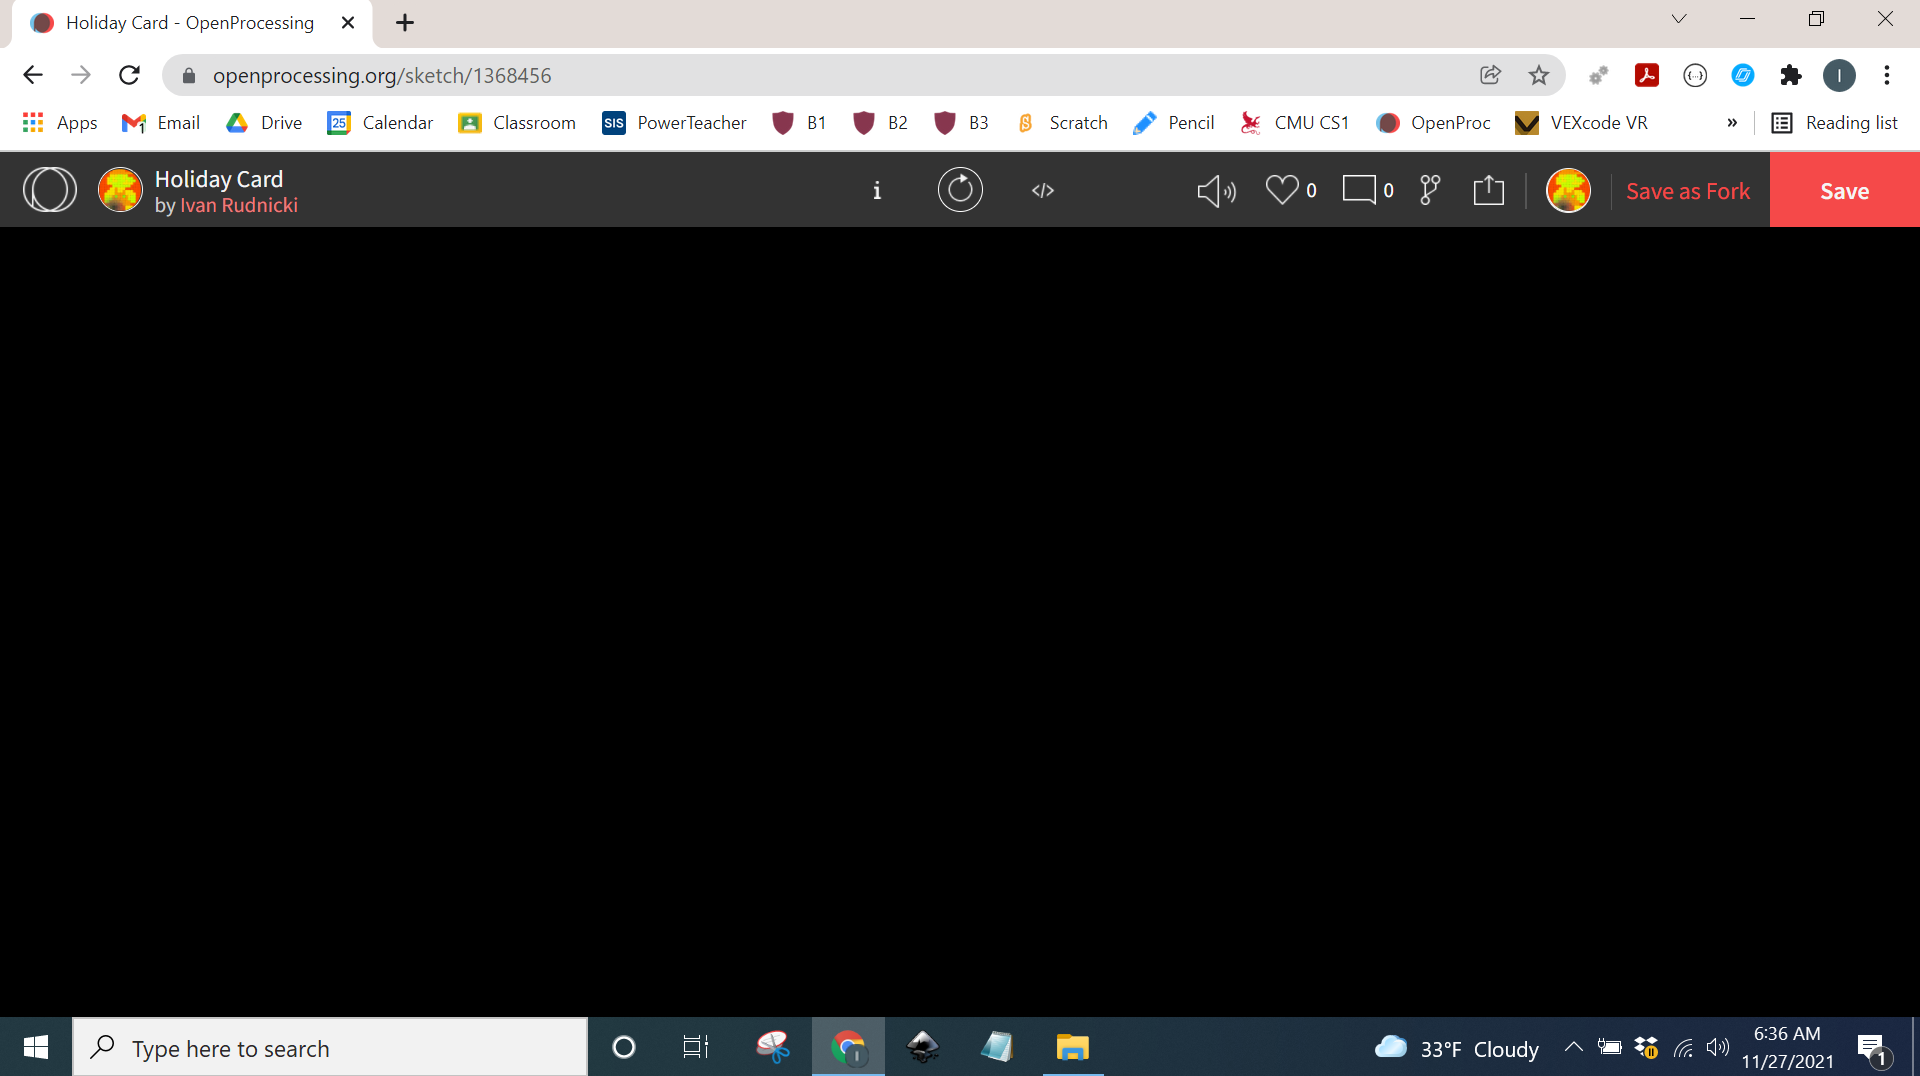 Holiday Card - OpenProcessing
openprocessing.org/sketch/1368456
Apps Email Drive 25 Calendar Classroom SIS PowerTeacher B1 B2 B3 Scratch Pencil CMU CS1 OpenProc VEXcode VR » Reading list
Holiday Card
by Ivan Rudnicki
i </> 0 0 Save as Fork Save
Type here to search
33°F Cloudy
6:36 AM
11/27/2021
1